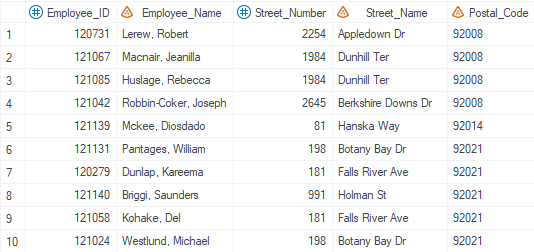 Employee_ID Employee_Name Street_Number Street_Name Postal_Code
1 120731 Lerew, Robert 2254 Appledown Dr 92008
2 121067 Macnair, Jeanilla 1984 Dunhill Ter 92008
3 121085 Huslage, Rebecca 1984 Dunhill Ter 92008
4 121042 Robbin-Coker, Joseph 2645 Berkshire Downs Dr 92008
5 121139 Mckee, Diosdado 81 Hanska Way 92014
6 121131 Pantages, William 198 Botany Bay Dr 92021
7 120279 Dunlap, Kareema 181 Falls River Ave 92021
8 121140 Briggi, Saunders 991 Holman St 92021
9 121058 Kohake, Del 181 Falls River Ave 92021
10 121024 Westlund, Michael 198 Botany Bay Dr 92021